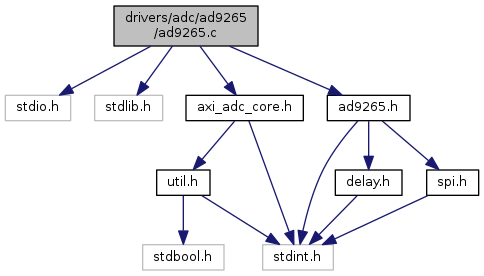 drivers/adc/ad9265
/ad9265.c
stdio.h
stdlib.h
axi_adc_core.h
ad9265.h
util.h
delay.h
spi.h
stdbool.h
stdint.h